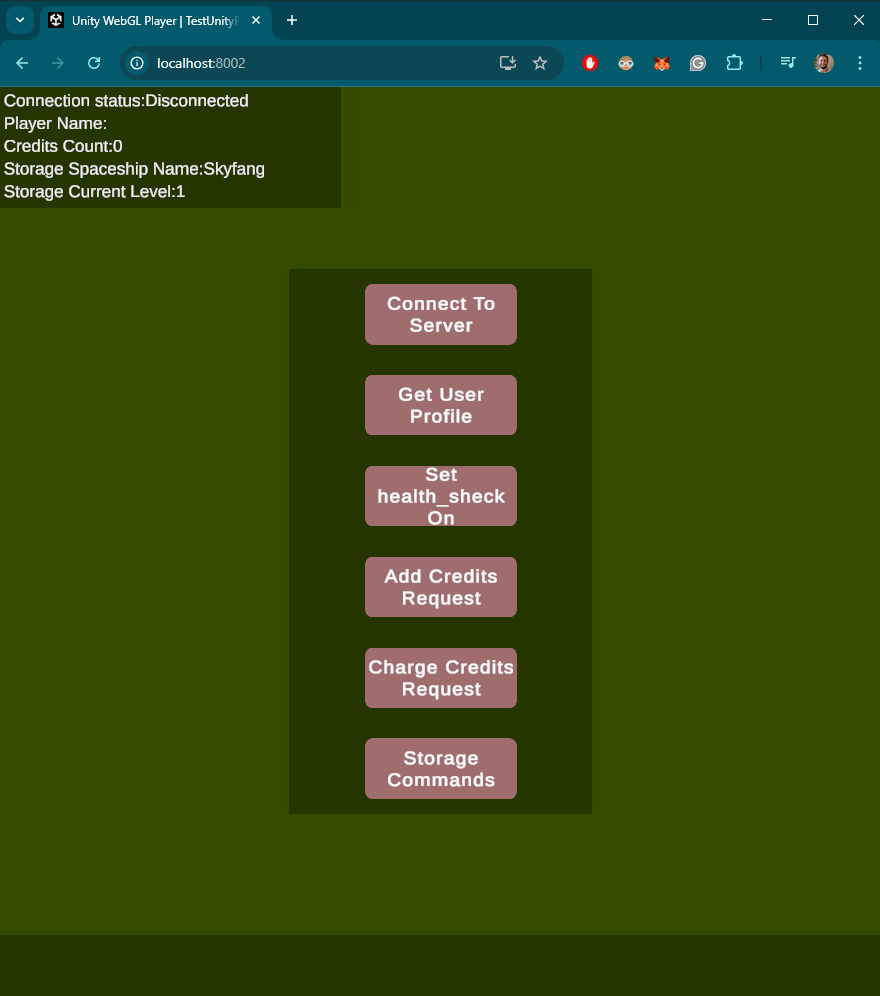 Unity WebGL Player | TestUnity
localhost:8002
Connection status:Disconnected
Player Name:
Credits Count:0
Storage Spaceship Name:Skyfang
Storage Current Level:1
Connect To
Server
Get User
Profile
Set
health_sheck
On
Add Credits
Request
Charge Credits
Request
Storage
Commands